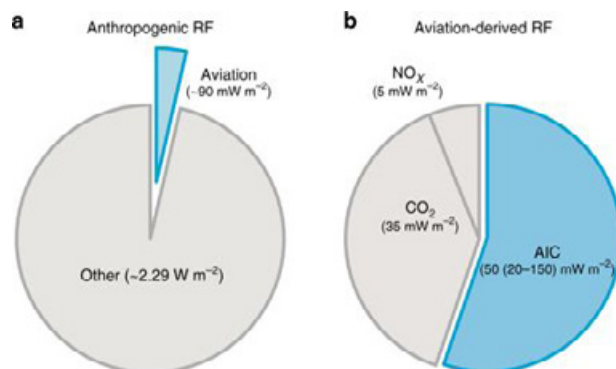 a
Anthropogenic RF
Aviation
(~90 mW m⁻²)
Other (~2.29 W m⁻²)
b
Aviation-derived RF
NOX
(5 mW m⁻²)
CO₂
(35 mW m⁻²)
AIC
(50 (20–150) mW m⁻²)